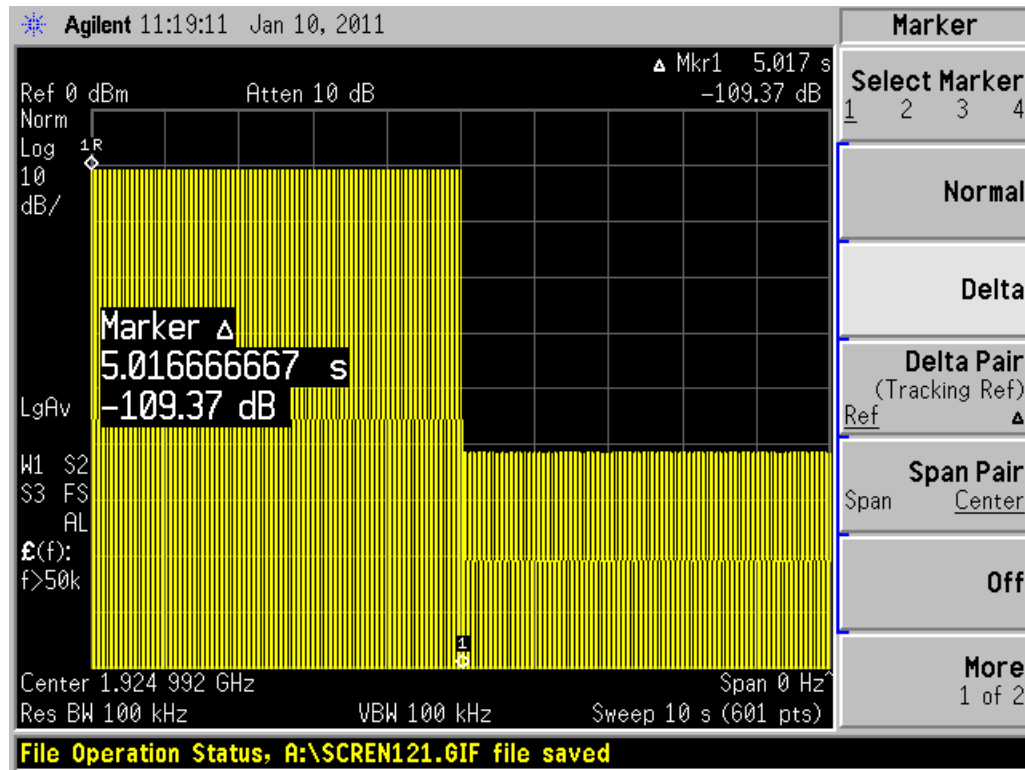 Agilent 11:19:11 Jan 10, 2011
Marker
Δ Mkr1 5.017 s
Ref 0 dBm Atten 10 dB -109.37 dB
Norm
Log
10
dB/
1R
Marker Δ
5.016666667 s
-109.37 dB
LgAv
W1 S2
S3 FS
AL
£(f):
f>50k
1
Center 1.924 992 GHz Span 0 Hz^
Res BW 100 kHz VBW 100 kHz Sweep 10 s (601 pts)
Select Marker
1 2 3 4
Normal
Delta
Delta Pair
(Tracking Ref)
Ref Δ
Span Pair
Span Center
Off
More
1 of 2
File Operation Status, A:\SCREN121.GIF file saved